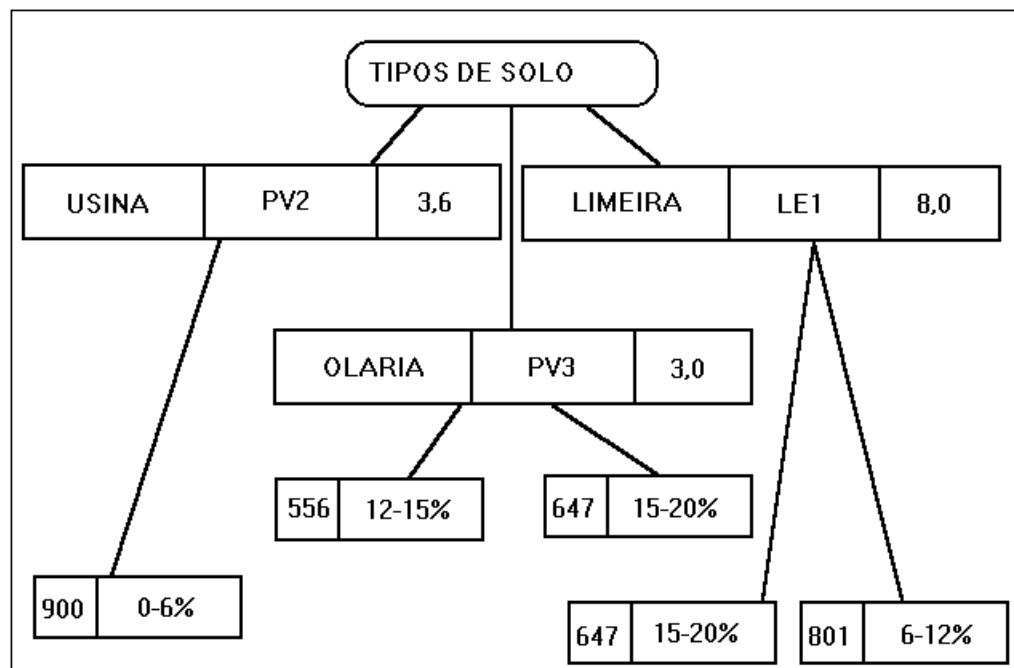 TIPOS DE SOLO
USINA PV2 3,6
LIMEIRA LE1 8,0
OLARIA PV3 3,0
556 12-15%
647 15-20%
900 0-6%
647 15-20%
801 6-12%